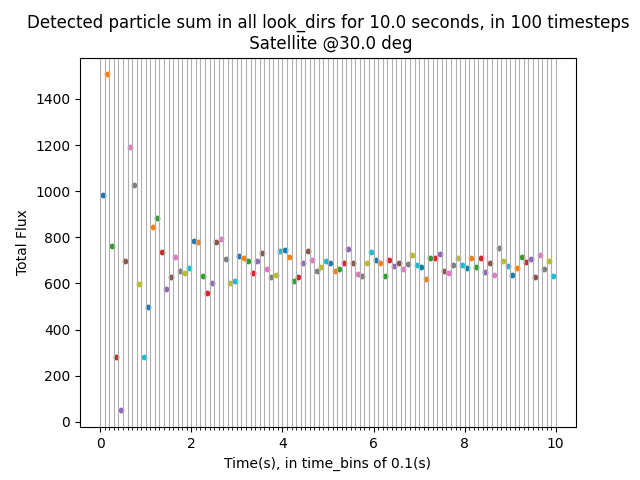 Detected particle sum in all look_dirs for 10.0 seconds, in 100 timesteps
Satellite @30.0 deg
Total Flux
1400
1200
1000
800
600
400
200
0
0 2 4 6 8 10
Time(s), in time_bins of 0.1(s)